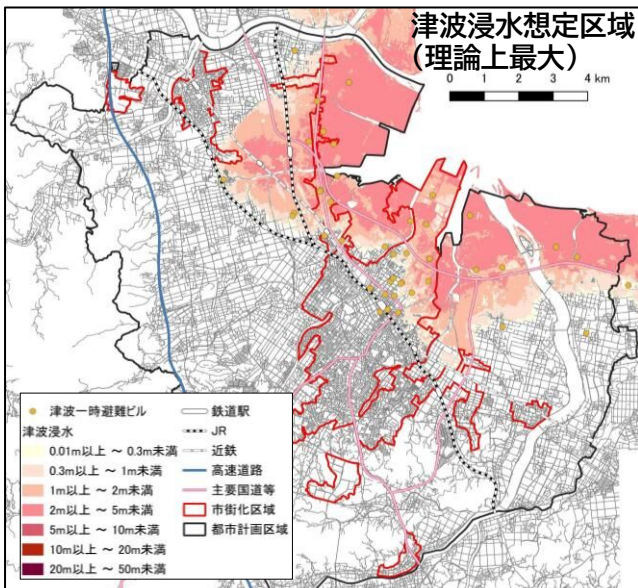 津波浸水想定区域
(理論上最大)
0 1 2 3 4 km
津波一時避難ビル
津波浸水
0.01m以上 ~ 0.3m未満
0.3m以上 ~ 1m未満
1m以上 ~ 2m未満
2m以上 ~ 5m未満
5m以上 ~ 10m未満
10m以上 ~ 20m未満
20m以上 ~ 50m未満
鉄道駅
JR
近鉄
高速道路
主要国道等
市街化区域
都市計画区域